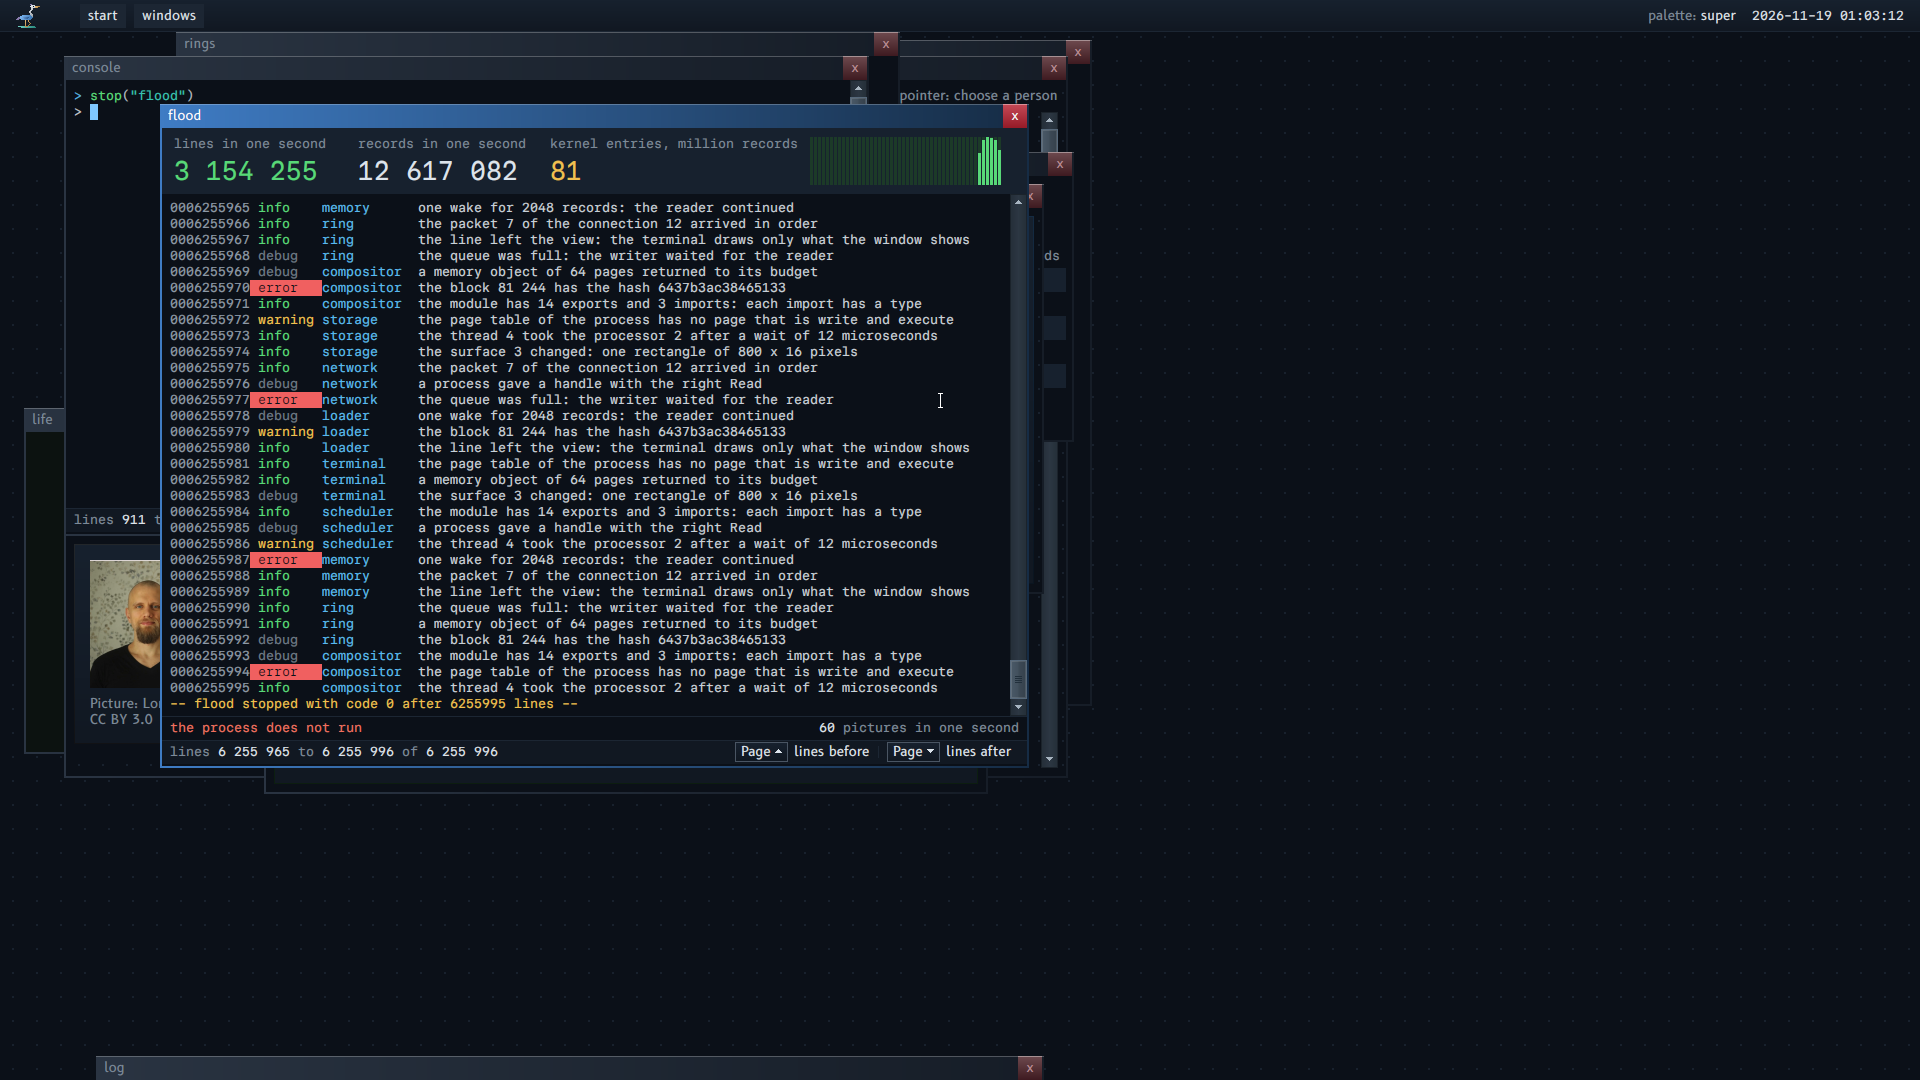 start windows palette: super 2026-11-19 01:03:12
rings x
x
console x
x
> stop("flood")
pointer: choose a person
>
flood x
lines in one second records in one second kernel entries, million records
3 154 255 12 617 082 81
x
x
0006255965 info memory one wake for 2048 records: the reader continued
0006255966 info ring the packet 7 of the connection 12 arrived in order
0006255967 info ring the line left the view: the terminal draws only what the window shows
0006255968 debug ring the queue was full: the writer waited for the reader
ds
0006255969 debug compositor a memory object of 64 pages returned to its budget
0006255970 error compositor the block 81 244 has the hash 6437b3ac38465133
0006255971 info compositor the module has 14 exports and 3 imports: each import has a type
0006255972 warning storage the page table of the process has no page that is write and execute
0006255973 info storage the thread 4 took the processor 2 after a wait of 12 microseconds
0006255974 info storage the surface 3 changed: one rectangle of 800 x 16 pixels
0006255975 info network the packet 7 of the connection 12 arrived in order
0006255976 debug network a process gave a handle with the right Read
0006255977 error network the queue was full: the writer waited for the reader
0006255978 debug loader one wake for 2048 records: the reader continued
life
0006255979 warning loader the block 81 244 has the hash 6437b3ac38465133
0006255980 info loader the line left the view: the terminal draws only what the window shows
0006255981 info terminal the page table of the process has no page that is write and execute
0006255982 info terminal a memory object of 64 pages returned to its budget
0006255983 debug terminal the surface 3 changed: one rectangle of 800 x 16 pixels
0006255984 info scheduler the module has 14 exports and 3 imports: each import has a type
lines 911 t
0006255985 debug scheduler a process gave a handle with the right Read
0006255986 warning scheduler the thread 4 took the processor 2 after a wait of 12 microseconds
0006255987 error memory one wake for 2048 records: the reader continued
0006255988 info memory the packet 7 of the connection 12 arrived in order
0006255989 info memory the line left the view: the terminal draws only what the window shows
0006255990 info ring the queue was full: the writer waited for the reader
0006255991 info ring a memory object of 64 pages returned to its budget
0006255992 debug ring the block 81 244 has the hash 6437b3ac38465133
0006255993 debug compositor the module has 14 exports and 3 imports: each import has a type
0006255994 error compositor the page table of the process has no page that is write and execute
0006255995 info compositor the thread 4 took the processor 2 after a wait of 12 microseconds
-- flood stopped with code 0 after 6255995 lines --
Picture: Lo
CC BY 3.0
the process does not run 60 pictures in one second
lines 6 255 965 to 6 255 996 of 6 255 996 Page lines before Page lines after
log x